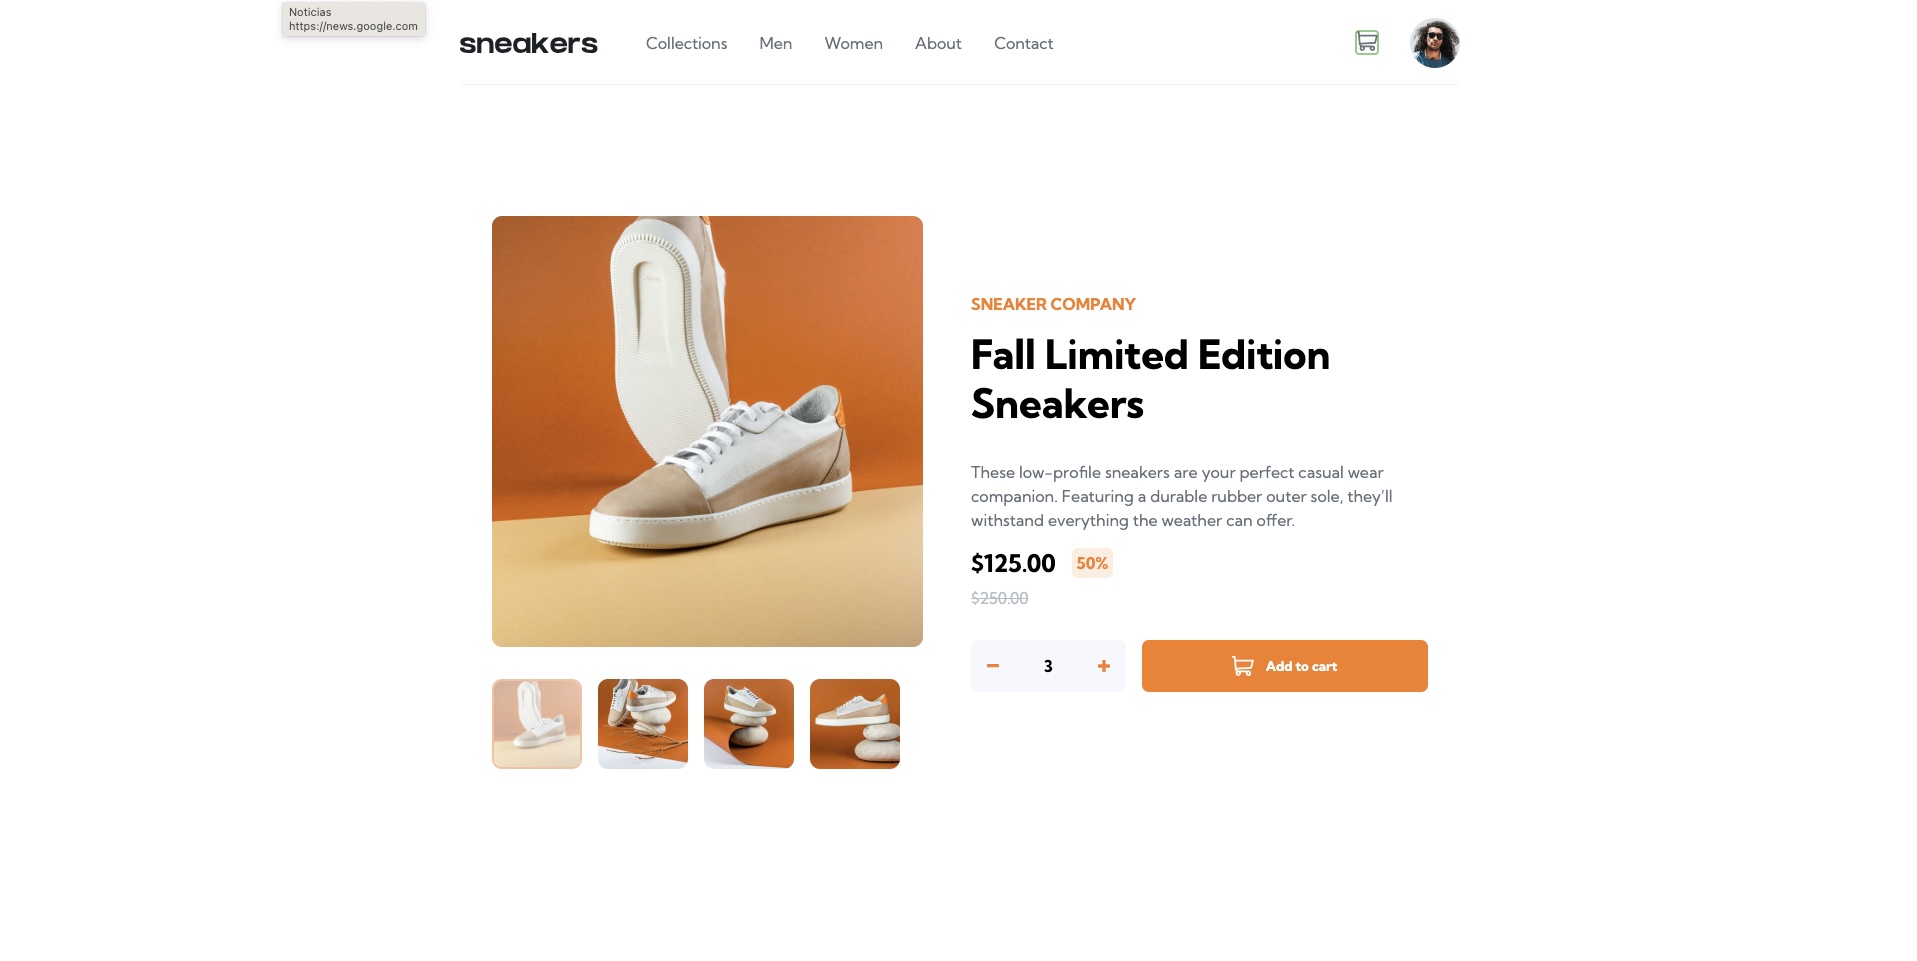 Noticias
https://news.google.com
sneakers
Collections
Men
Women
About
Contact
SNEAKER COMPANY
Fall Limited Edition
Sneakers
These low-profile sneakers are your perfect casual wear
companion. Featuring a durable rubber outer sole, they'll
withstand everything the weather can offer.
$125.00
50%
$250.00
3
Add to cart